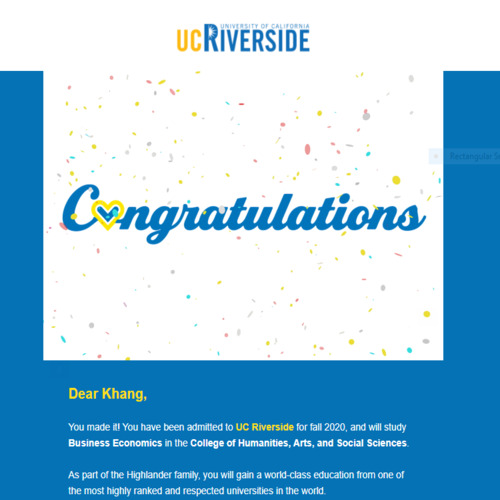 UNIVERSITY OF CALIFORNIA
UCRIVERSIDE
Rectangular S
Congratulations
Dear Khang,
You made it! You have been admitted to UC Riverside for fall 2020, and will study
Business Economics in the College of Humanities, Arts, and Social Sciences.
As part of the Highlander family, you will gain a world-class education from one of
the most highly ranked and respected universities in the world.